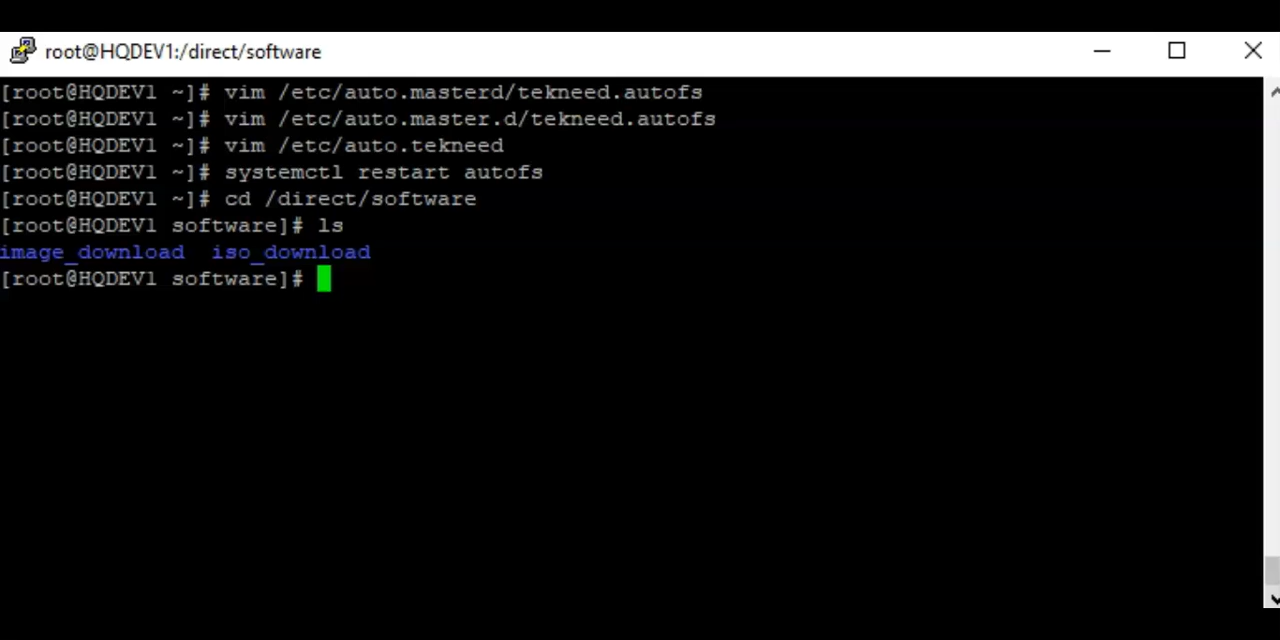 root@HQDEV1:/direct/software
[root@HQDEV1 ~]# vim /etc/auto.masterd/tekneed.autofs
[root@HQDEV1 ~]# vim /etc/auto.master.d/tekneed.autofs
[root@HQDEV1 ~]# vim /etc/auto.tekneed
[root@HQDEV1 ~]# systemctl restart autofs
[root@HQDEV1 ~]# cd /direct/software
[root@HQDEV1 software]# ls
image_download  iso_download
[root@HQDEV1 software]#